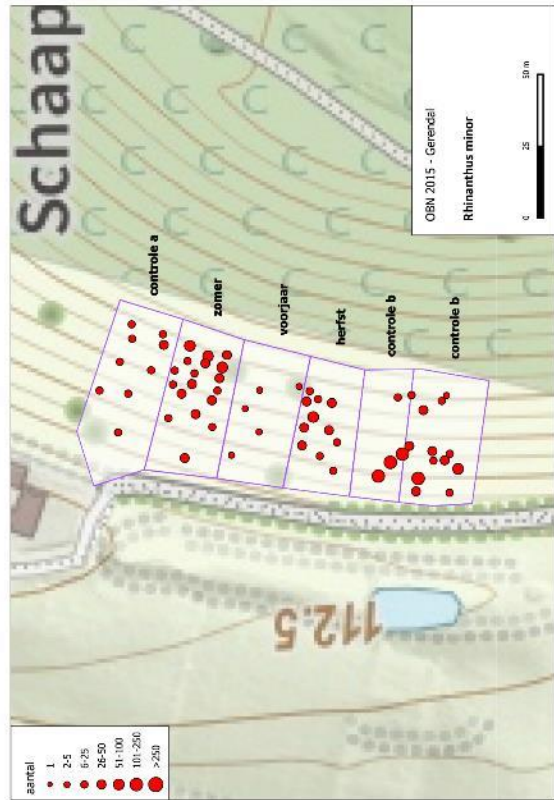 Schaap
controle a
zomer
voorjaar
herfst
controle b
controle b
112.5
aantal
1
2-5
6-25
26-50
51-100
101-250
>250
OBN 2015 - Gerendal
Rhinanthus minor
0 25 50 m